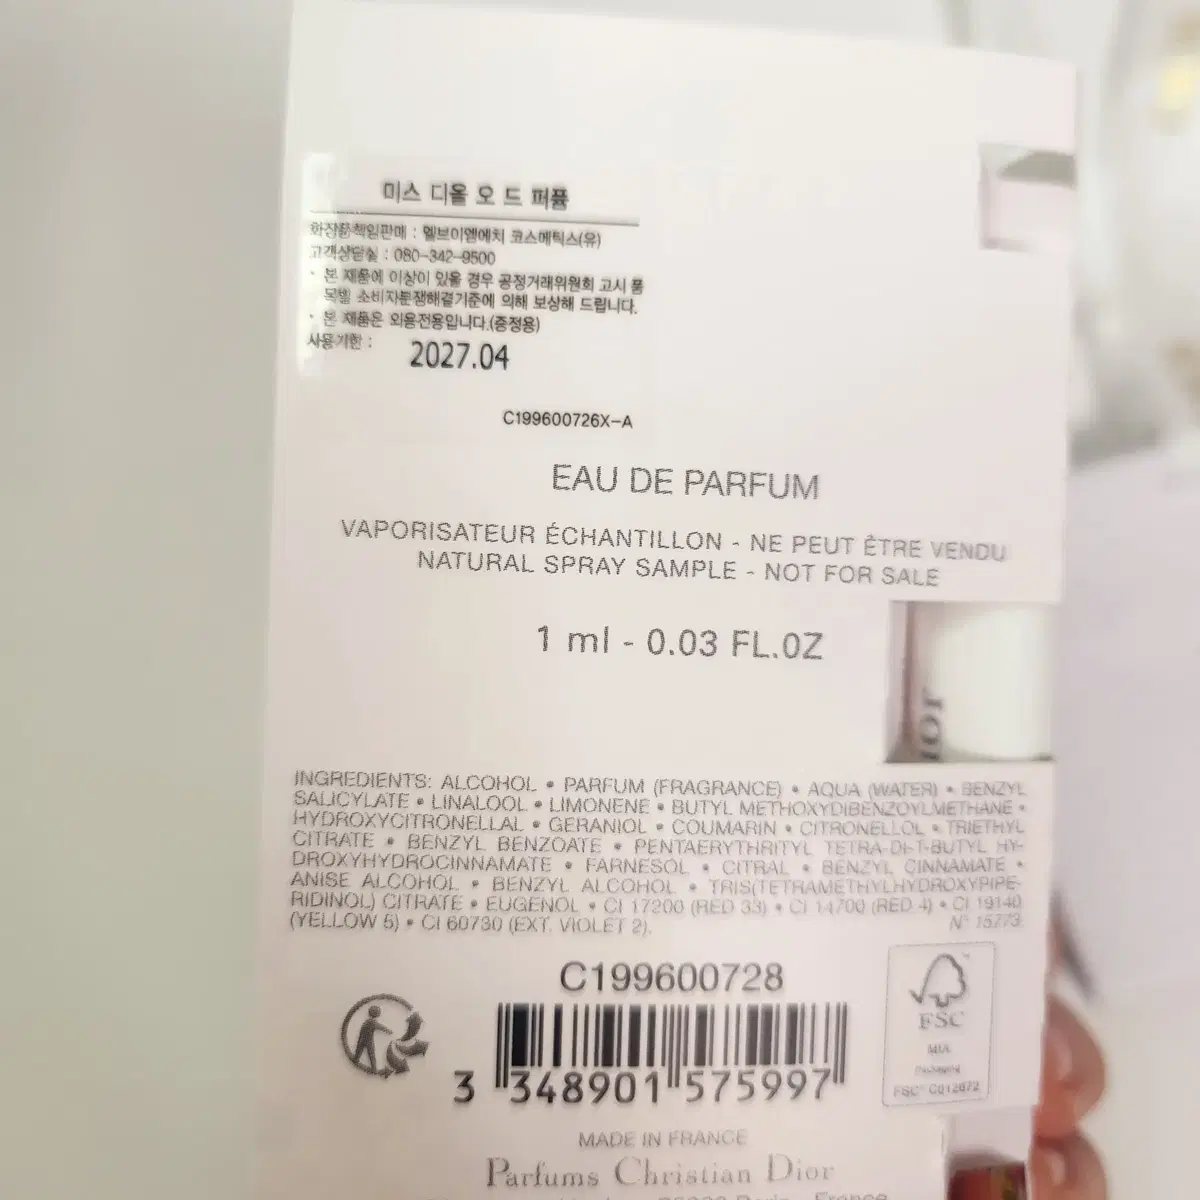 미스 디올 오 드 퍼퓸
화장품책임판매 : 엘브이엠에치 코스메틱스(유)
고객상담실 : 080-342-9500
· 본 제품에 이상이 있을 경우 공정거래위원회 고시 품
목별 소비자분쟁해결기준에 의해 보상해 드립니다.
· 본 제품은 외용전용입니다.(증정용)
사용기한 : 2027.04
C199600726X-A
EAU DE PARFUM
VAPORISATEUR ÉCHANTILLON - NE PEUT ÊTRE VENDU
NATURAL SPRAY SAMPLE - NOT FOR SALE
1 ml - 0.03 FL.OZ
IOR
INGREDIENTS: ALCOHOL • PARFUM (FRAGRANCE) • AQUA (WATER) • BENZYL
SALICYLATE • LINALOOL • LIMONENE • BUTYL METHOXYDIBENZOYLMETHANE •
HYDROXYCITRONELLAL • GERANIOL • COUMARIN • CITRONELLOL • TRIETHYL
CITRATE • BENZYL BENZOATE • PENTAERYTHRITYL TETRA-DI-T-BUTYL HY-
DROXYHYDROCINNAMATE • FARNESOL • CITRAL • BENZYL CINNAMATE •
ANISE ALCOHOL • BENZYL ALCOHOL • TRIS(TETRAMETHYLHYDROXYPIPE-
RIDINOL) CITRATE • EUGENOL • CI 17200 (RED 33) • CI 14700 (RED 4) • CI 19140
(YELLOW 5) • CI 60730 (EXT. VIOLET 2).
N° 15773
C199600728
3 348901 575997
FSC
MIX
Packaging
FSC® C012072
MADE IN FRANCE
Parfums Christian Dior
Paris - France